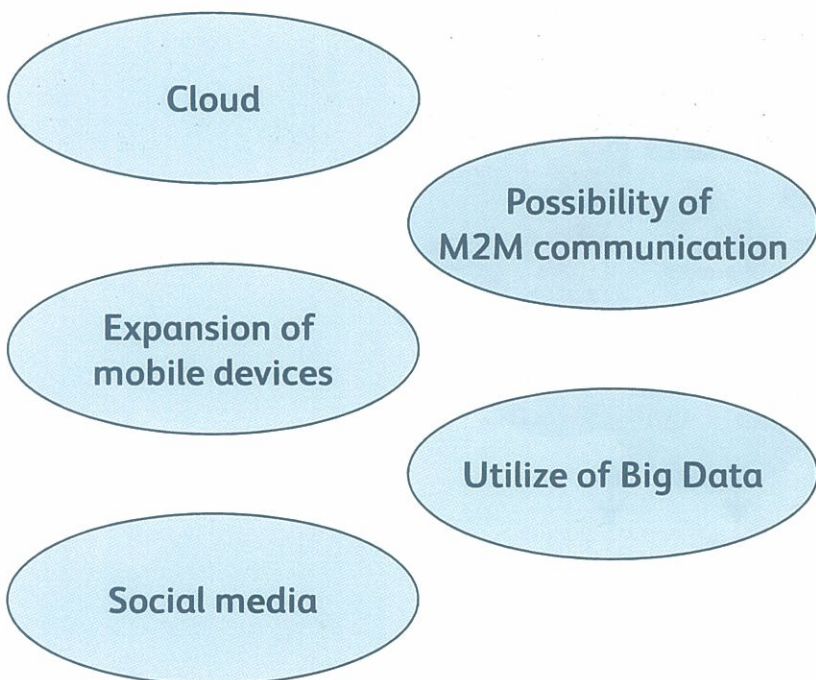 Cloud
Possibility of
M2M communication
Expansion of
mobile devices
Utilize of Big Data
Social media